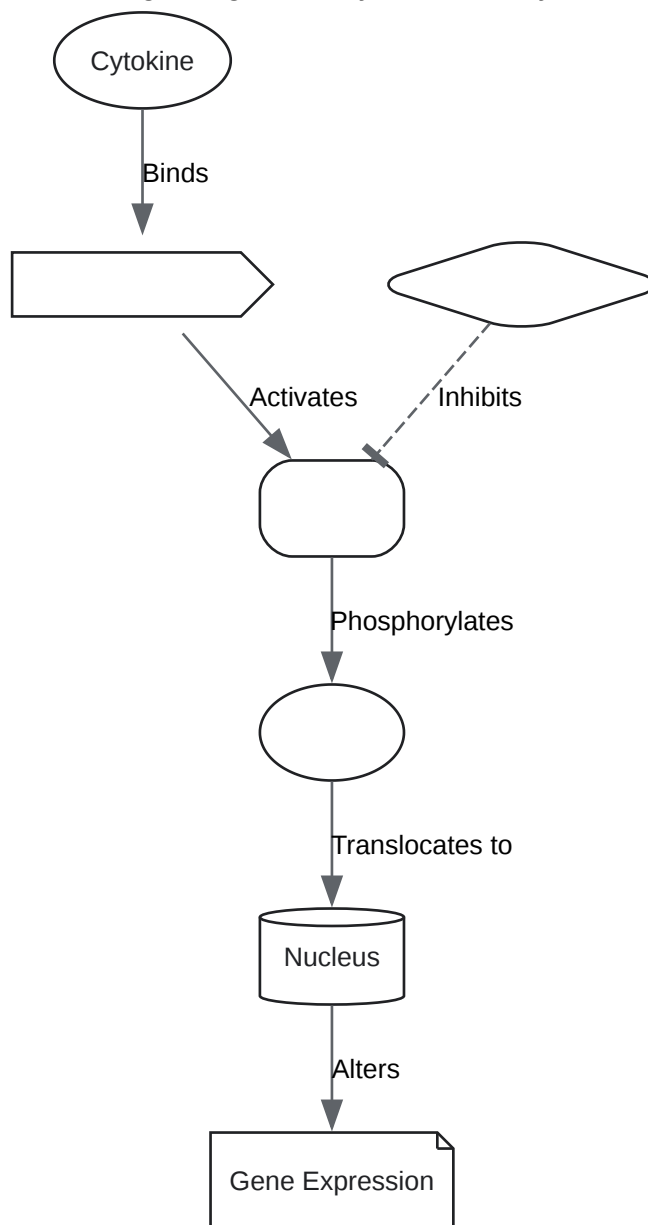 Cytokine
Binds
Activates
Inhibits
Phosphorylates
Translocates to
Nucleus
Alters
Gene Expression